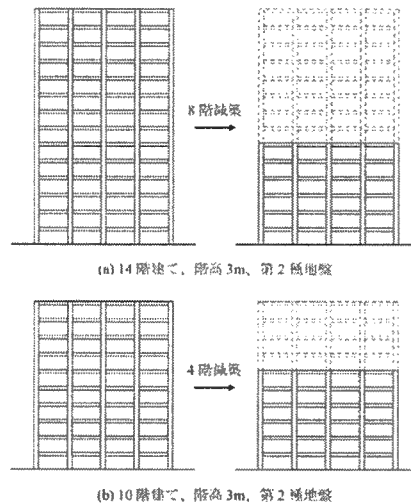 8 階減築
(a) 14 階建て，階高 3m，第 2 種地盤
4 階減築
(b) 10 階建て，階高 3m，第 2 種地盤